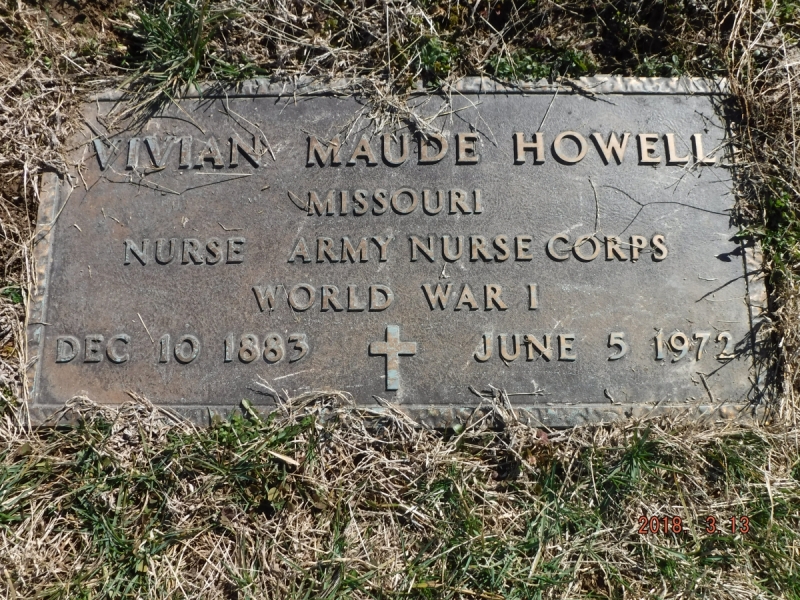 VIVIAN MAUDE HOWELL
MISSOURI
NURSE ARMY NURSE CORPS
WORLD WAR I
DEC 10 1883 JUNE 5 1972
2018 3 13